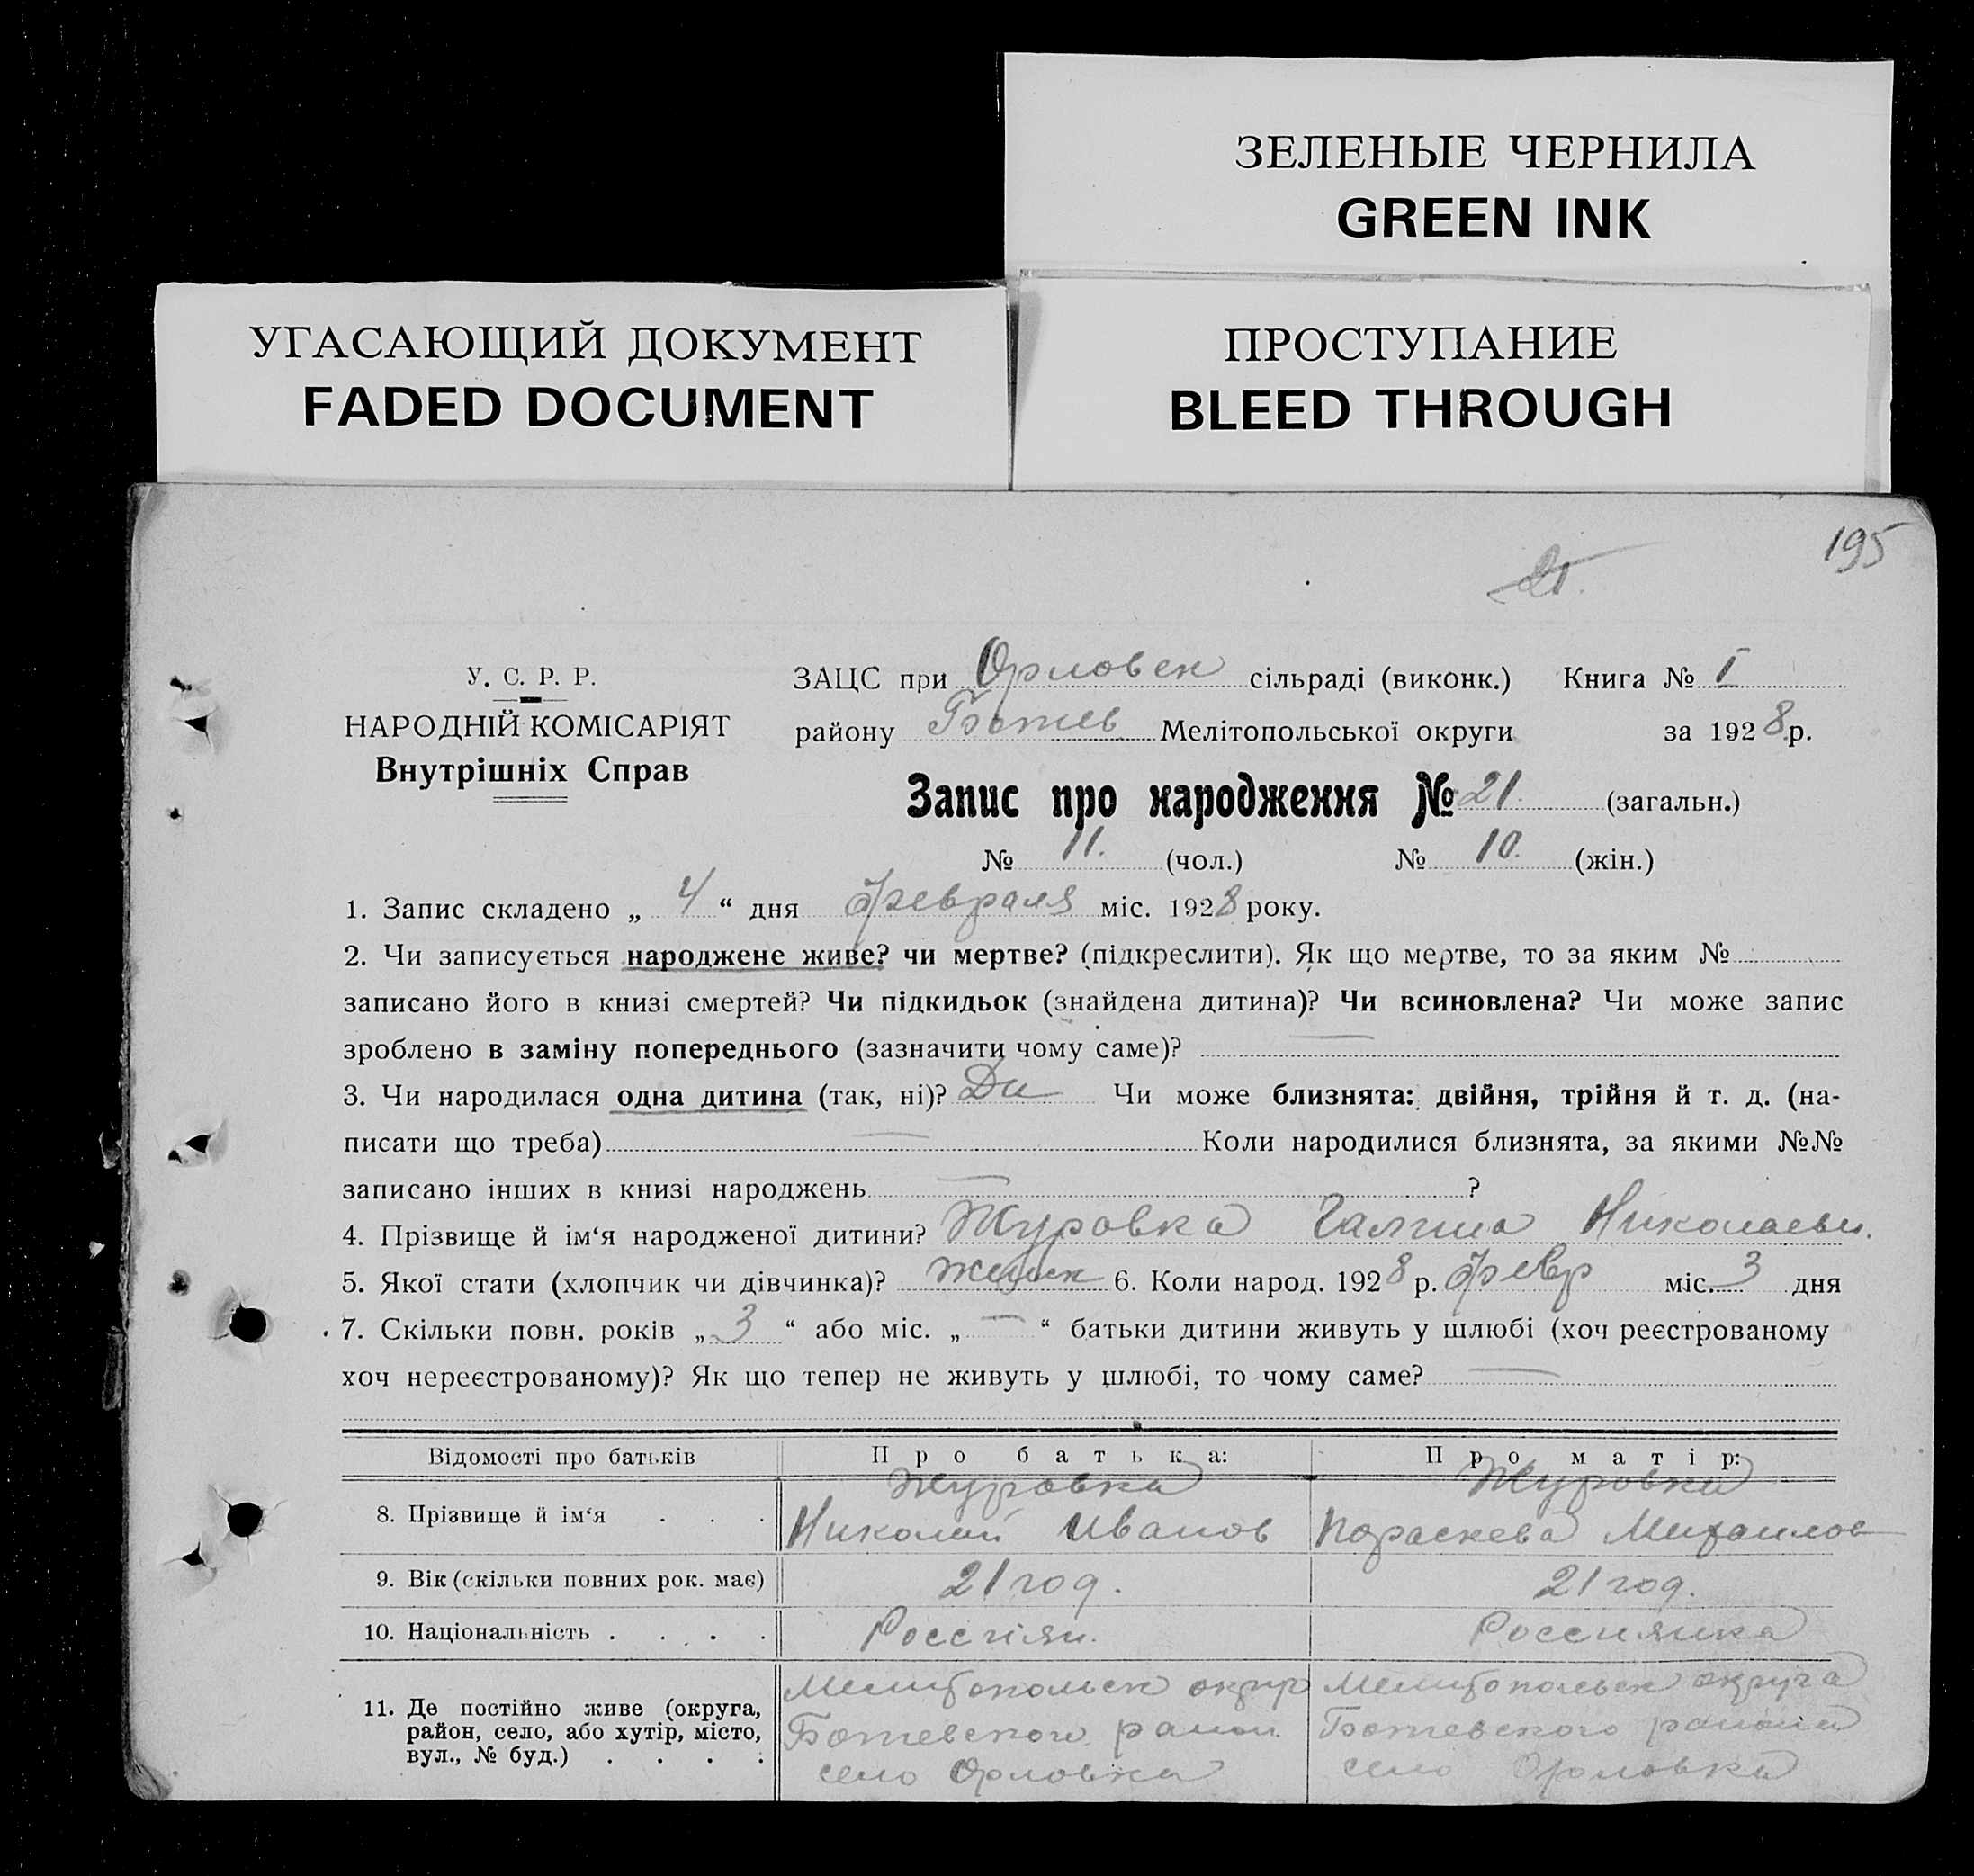 ЗЕЛЕНЫЕ ЧЕРНИЛА
GREEN INK
УГАСАЮЩИЙ ДОКУМЕНТ
FADED DOCUMENT
ПРОСТУПАНИЕ
BLEED THROUGH
195
21.
У. С. Р. Р.
НАРОДНІЙ КОМІСАРІЯТ
Внутрішніх Справ
ЗАЦС при Орловск сільраді (виконк.) Книга № I
району Ботев Мелітопольської округи за 1928 р.
Запис про народження № 21. (загальн.)
№ 11. (чол.) № 10. (жін.)
1. Запис складено „ 4 “ дня февраля міс. 1928 року.
2. Чи записується народжене живе? чи мертве? (підкреслити). Як що мертве, то за яким №
записано його в книзі смертей? Чи підкидьок (знайдена дитина)? Чи всиновлена? Чи може запис
зроблено в заміну попереднього (зазначити чому саме)? —
3. Чи народилася одна дитина (так, ні)? Да Чи може близнята: двійня, трійня й т. д. (на-
писати що треба) — Коли народилися близнята, за якими №№
записано інших в книзі народжень — ?
4. Прізвище й ім‘я народженої дитини? Журовка Галина Николаевн.
5. Якої стати (хлопчик чи дівчинка)? Женск 6. Коли народ. 1928 р. Февр міс. 3 дня
7. Скільки повн. років „ 3 “ або міс. „ — “ батьки дитини живуть у шлюбі (хоч реєстрованому
хоч нереєстрованому)? Як що тепер не живуть у шлюбі, то чому саме? —
Відомості про батьків Про батька: Про матір:
8. Прізвище й ім‘я . . .
Журовка
Николай Иванов
Журовка
Параскева Михаилов
9. Вік (скільки повних рок. має) 21 год. 21 год.
10. Національність . . . . . Россиян. Россиянка
11. Де постійно живе (округа,
район, село, або хутір, місто,
вул., № буд.) . . . .
Мелитопольск округ
Ботевского район
село Орловка
Мелитопольск округа
Ботевского района
село Орловка